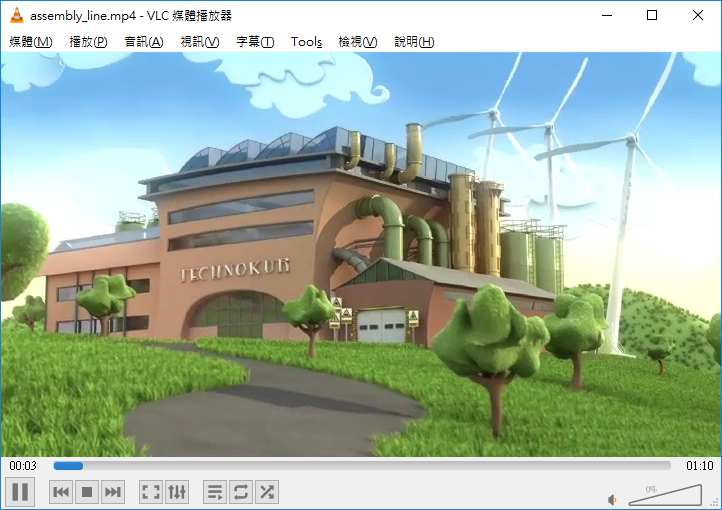 assembly_line.mp4 - VLC 媒體播放器
媒體(M) 播放(P) 音訊(A) 視訊(V) 字幕(T) Tools 檢視(V) 說明(H)
TECHNOKUR
00:03 01:10
0%